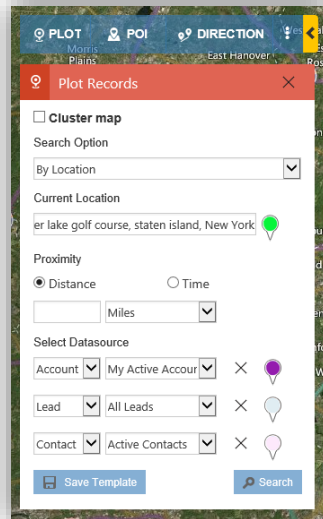 PLOT POI DIRECTION
Morris
Plains
East Hanover
Plot Records
Cluster map
Search Option
By Location
Current Location
er lake golf course, staten island, New York
Proximity
Distance Time
Miles
Select Datasource
Account My Active Accour
Lead All Leads
Contact Active Contacts
Save Template Search